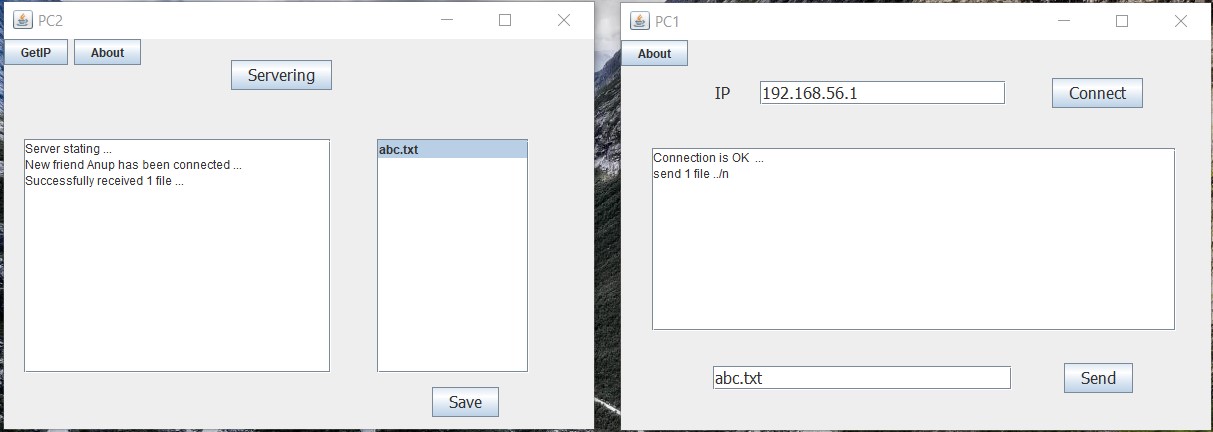 PC2
GetIP
About
Servering
Server stating ...
New friend Anup has been connected ...
Successfully received 1 file ...
abc.txt
Save
PC1
About
IP
192.168.56.1
Connect
Connection is OK ...
send 1 file ../n
abc.txt
Send